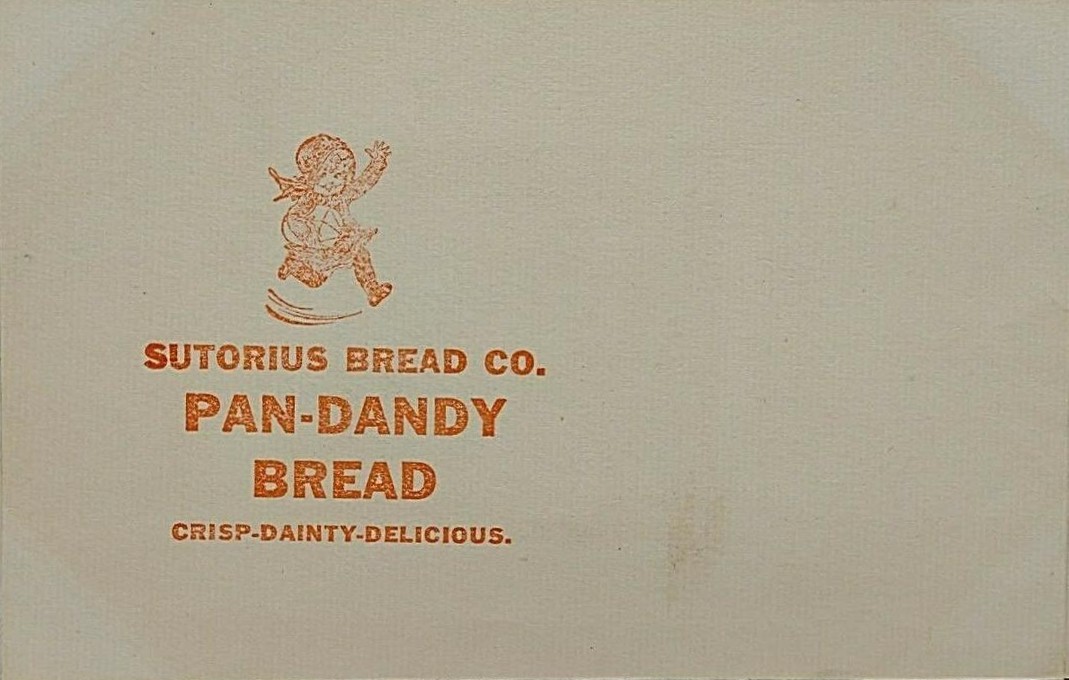 SUTORIUS BREAD CO.
PAN-DANDY
BREAD
CRISP-DAINTY-DELICIOUS.